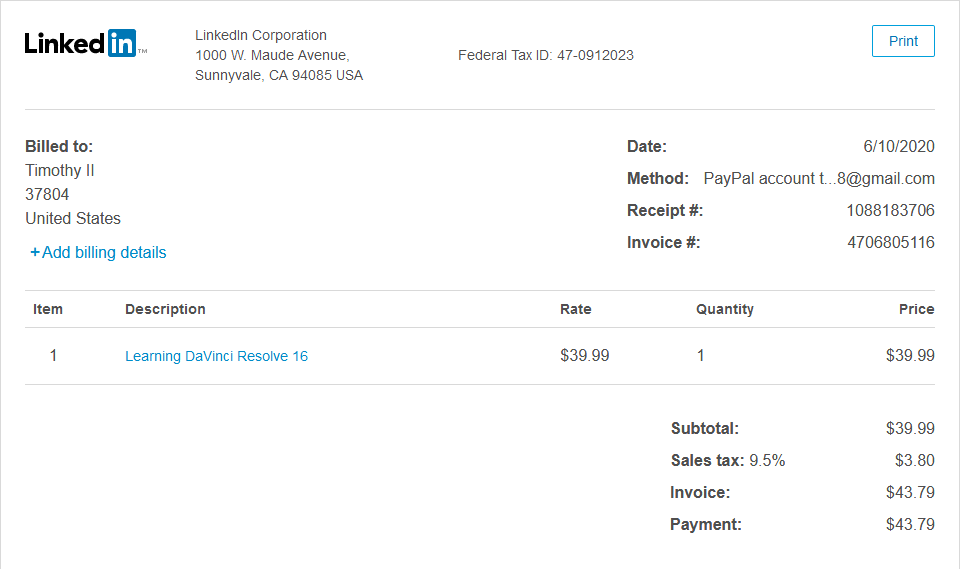 LinkedIn™
LinkedIn Corporation
1000 W. Maude Avenue,
Sunnyvale, CA 94085 USA
Federal Tax ID: 47-0912023
Print
Billed to:
Timothy II
37804
United States
+Add billing details
Date: 6/10/2020
Method: PayPal account t...8@gmail.com
Receipt #: 1088183706
Invoice #: 4706805116
Item Description Rate Quantity Price
1 Learning DaVinci Resolve 16 $39.99 1 $39.99
Subtotal: $39.99
Sales tax: 9.5% $3.80
Invoice: $43.79
Payment: $43.79